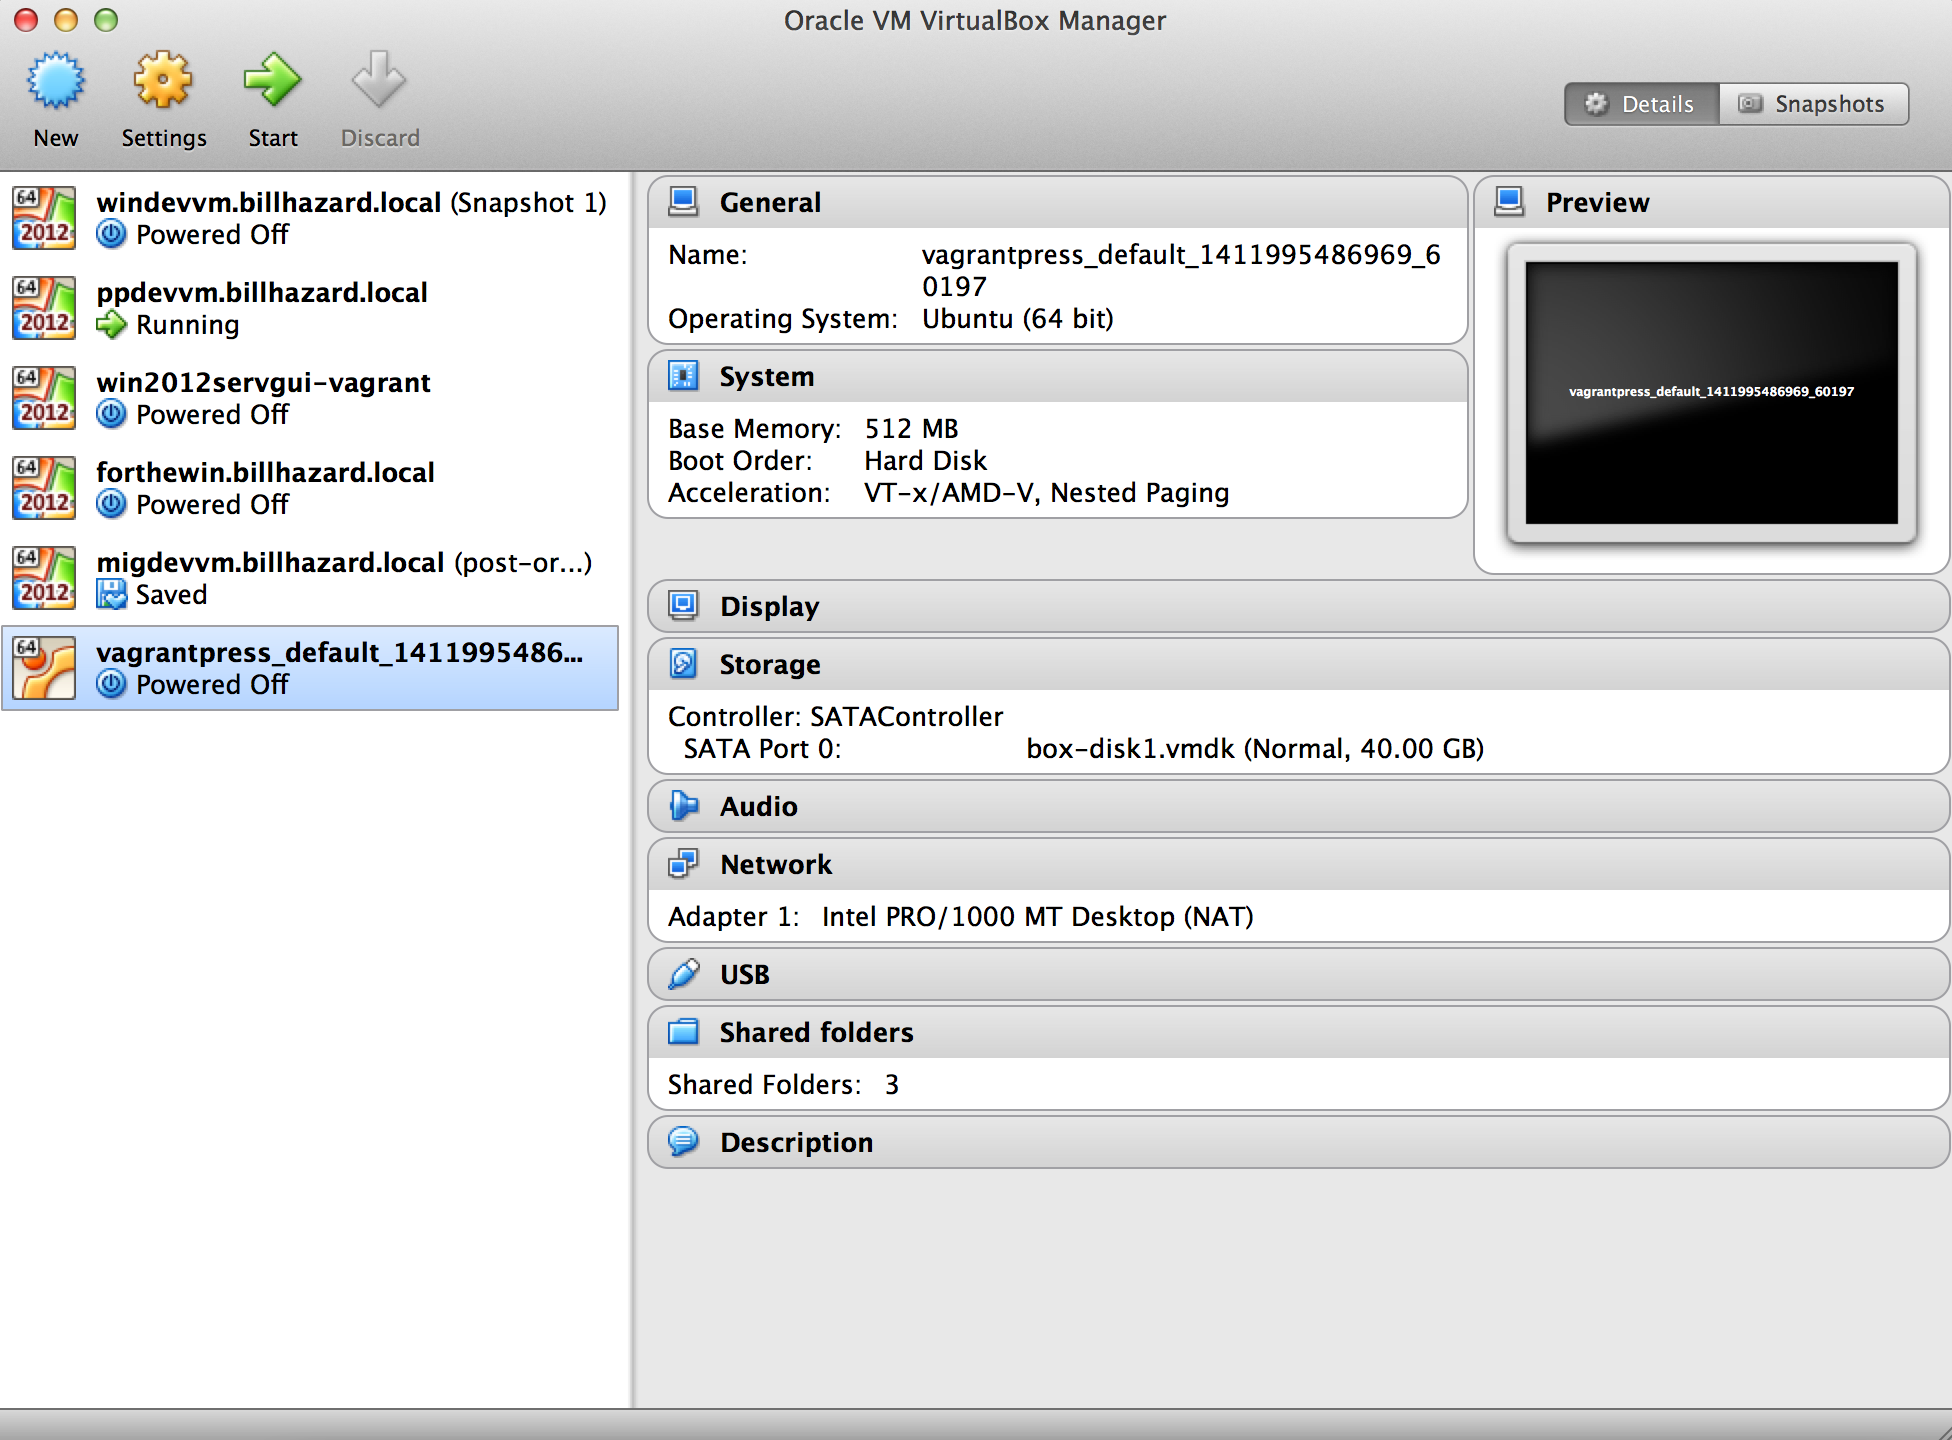 Oracle VM VirtualBox Manager
New
Settings
Start
Discard
Details
Snapshots
64
2012
windevvm.billhazard.local (Snapshot 1)
Powered Off
64
2012
ppdevvm.billhazard.local
Running
64
2012
win2012servgui-vagrant
Powered Off
64
2012
forthewin.billhazard.local
Powered Off
64
2012
migdevvm.billhazard.local (post-or...)
Saved
64
vagrantpress_default_1411995486...
Powered Off
General
Name: vagrantpress_default_1411995486969_6
0197
Operating System: Ubuntu (64 bit)
System
Base Memory: 512 MB
Boot Order: Hard Disk
Acceleration: VT-x/AMD-V, Nested Paging
Preview
vagrantpress_default_1411995486969_60197
Display
Storage
Controller: SATAController
SATA Port 0: box-disk1.vmdk (Normal, 40.00 GB)
Audio
Network
Adapter 1: Intel PRO/1000 MT Desktop (NAT)
USB
Shared folders
Shared Folders: 3
Description